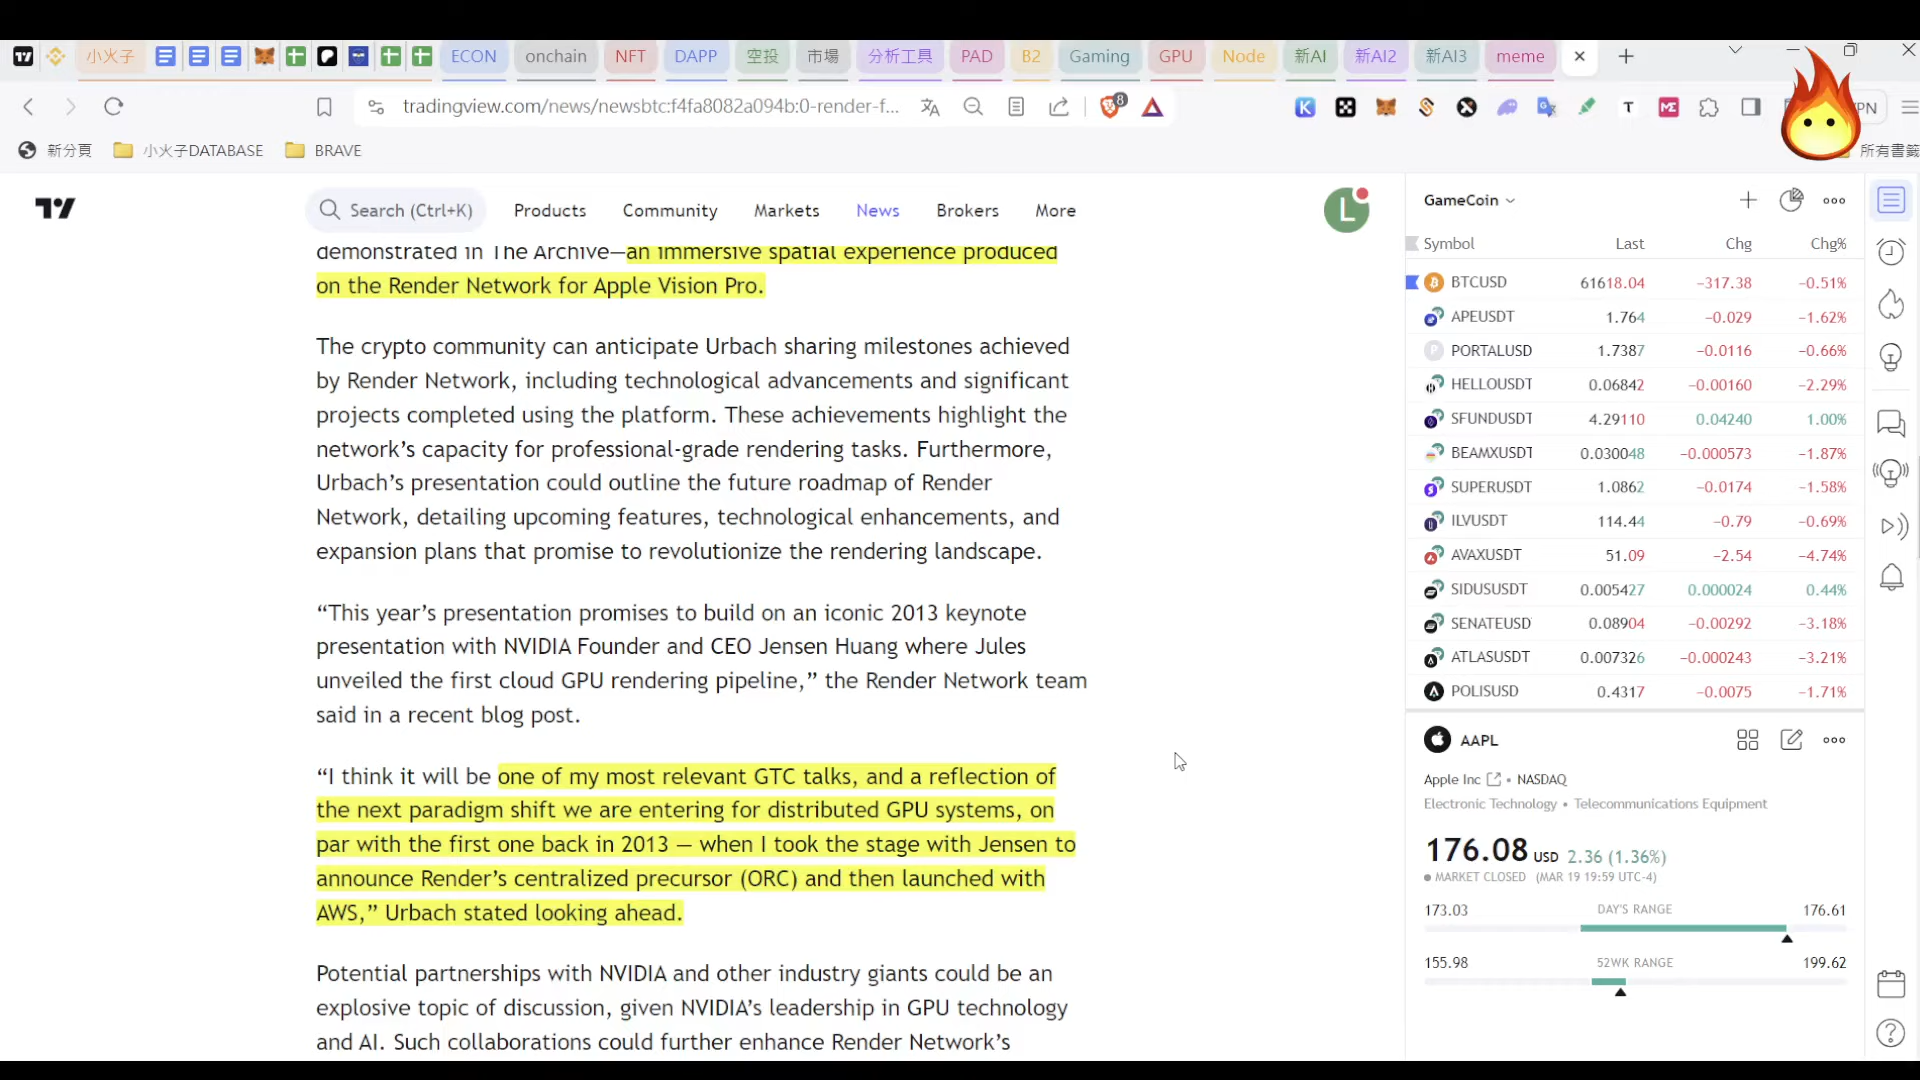 小火子
ECON
onchain
NFT
DAPP
空投
市場
分析工具
PAD
B2
Gaming
GPU
Node
新AI
新AI2
新AI3
meme
tradingview.com/news/newsbtc:f4fa8082a094b:0-render-f...
8
PN
新分頁
小火子DATABASE
BRAVE
所有書籤
Search (Ctrl+K)
Products
Community
Markets
News
Brokers
More
L
demonstrated in The Archive—an immersive spatial experience produced
on the Render Network for Apple Vision Pro.
The crypto community can anticipate Urbach sharing milestones achieved
by Render Network, including technological advancements and significant
projects completed using the platform. These achievements highlight the
network’s capacity for professional-grade rendering tasks. Furthermore,
Urbach’s presentation could outline the future roadmap of Render
Network, detailing upcoming features, technological enhancements, and
expansion plans that promise to revolutionize the rendering landscape.
“This year’s presentation promises to build on an iconic 2013 keynote
presentation with NVIDIA Founder and CEO Jensen Huang where Jules
unveiled the first cloud GPU rendering pipeline,” the Render Network team
said in a recent blog post.
“I think it will be one of my most relevant GTC talks, and a reflection of
the next paradigm shift we are entering for distributed GPU systems, on
par with the first one back in 2013 — when I took the stage with Jensen to
announce Render’s centralized precursor (ORC) and then launched with
AWS,” Urbach stated looking ahead.
Potential partnerships with NVIDIA and other industry giants could be an
explosive topic of discussion, given NVIDIA’s leadership in GPU technology
and AI. Such collaborations could further enhance Render Network’s
GameCoin
Symbol Last Chg Chg%
BTCUSD 61618.04 −317.38 −0.51%
APEUSDT 1.764 −0.029 −1.62%
PORTALUSD 1.7387 −0.0116 −0.66%
HELLOUSDT 0.06842 −0.00160 −2.29%
SFUNDUSDT 4.29110 0.04240 1.00%
BEAMXUSDT 0.030048 −0.000573 −1.87%
SUPERUSDT 1.0862 −0.0174 −1.58%
ILVUSDT 114.44 −0.79 −0.69%
AVAXUSDT 51.09 −2.54 −4.74%
SIDUSUSDT 0.005427 0.000024 0.44%
SENATEUSD 0.08904 −0.00292 −3.18%
ATLASUSDT 0.007326 −0.000243 −3.21%
POLISUSD 0.4317 −0.0075 −1.71%
AAPL
Apple Inc • NASDAQ
Electronic Technology • Telecommunications Equipment
176.08 USD 2.36 (1.36%)
MARKET CLOSED (MAR 19 19:59 UTC-4)
173.03 DAY'S RANGE 176.61
155.98 52WK RANGE 199.62